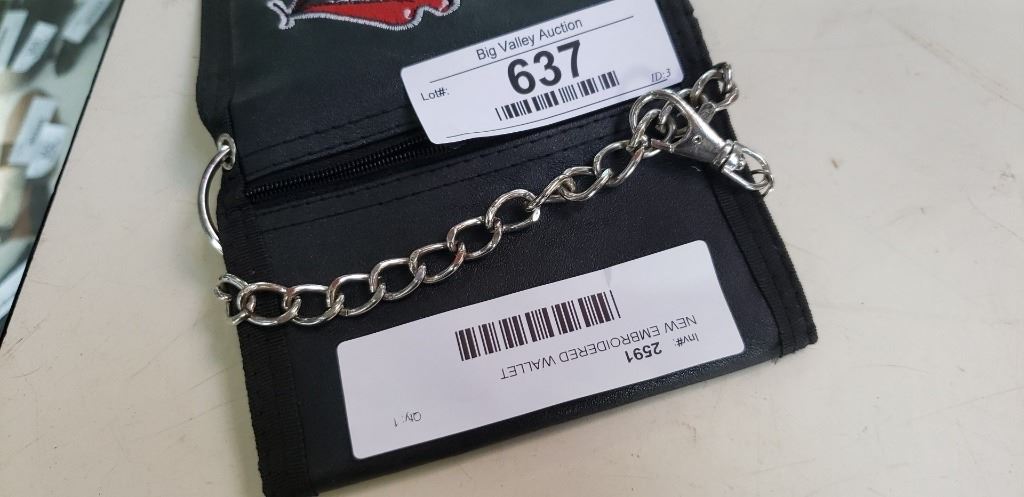 Big Valley Auction
Lot#: 637
ID:3
Inv#: 2591
NEW EMBROIDERED WALLET
Qty: 1